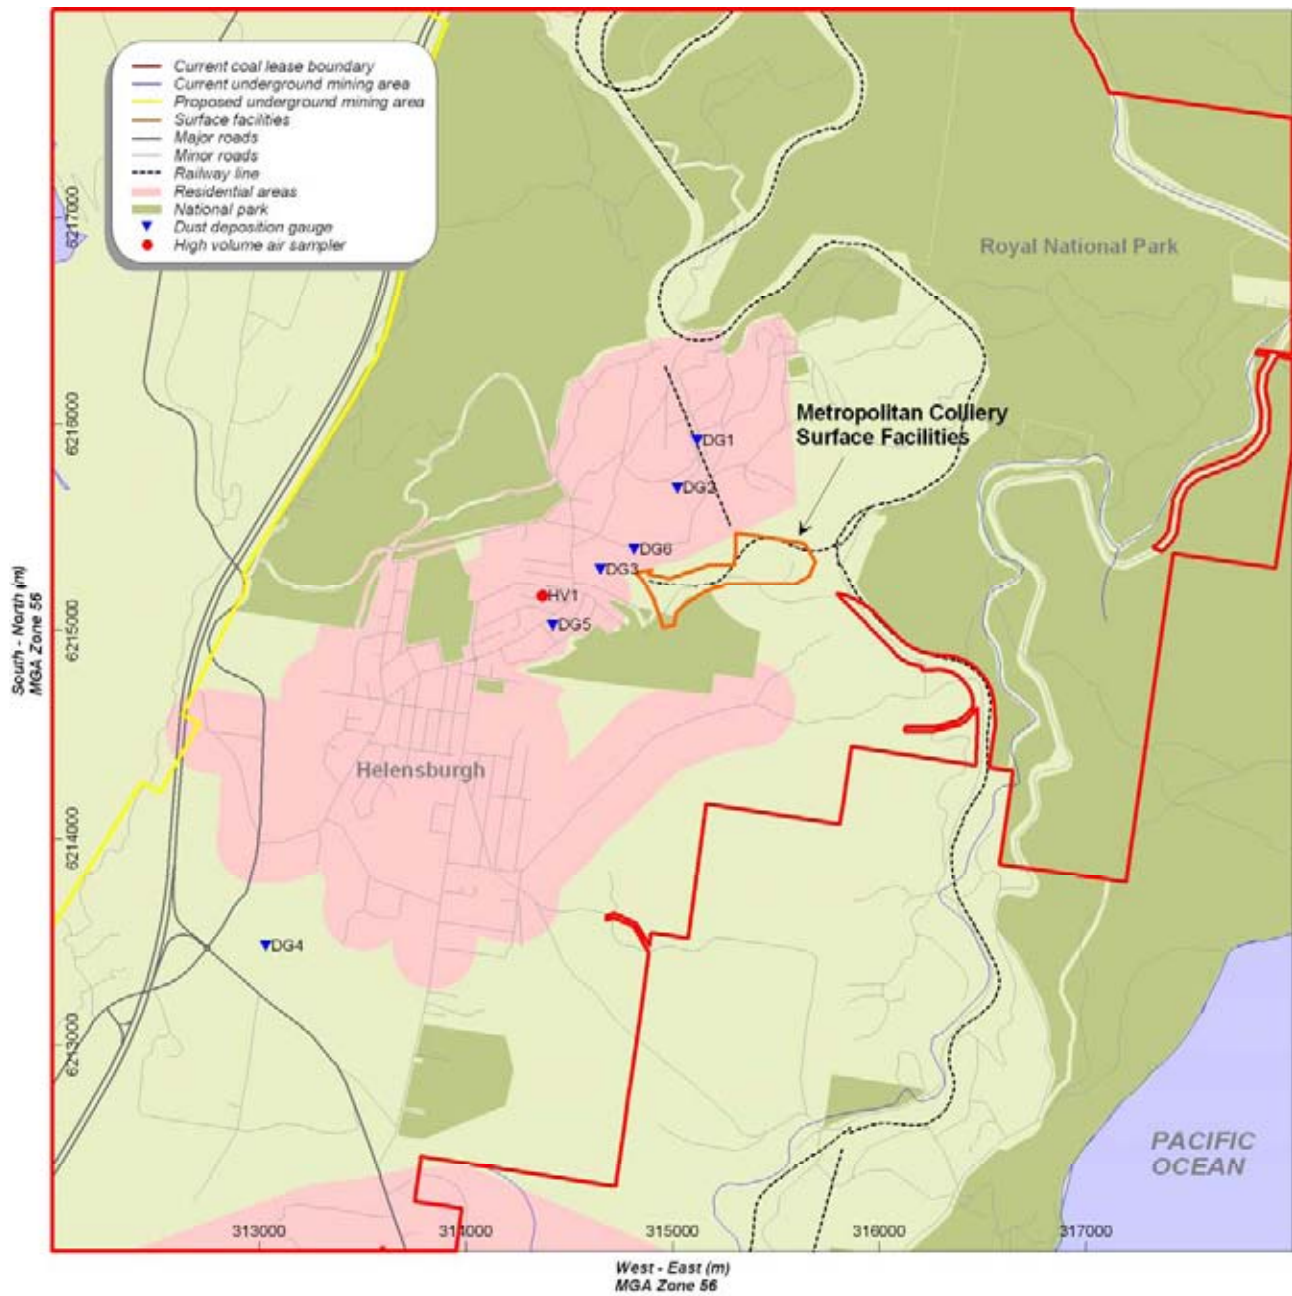 Current coal lease boundary
Current underground mining area
Proposed underground mining area
Surface facilities
Major roads
Minor roads
Railway line
Residential areas
National park
Dust deposition gauge
High volume air sampler
Royal National Park
Metropolitan Colliery
Surface Facilities
DG1
DG2
DG6
DG3
HV1
DG5
Helensburgh
DG4
PACIFIC
OCEAN
6217000
6216000
6215000
6214000
6213000
South - North (m)
MGA Zone 56
313000
314000
315000
316000
317000
West - East (m)
MGA Zone 56